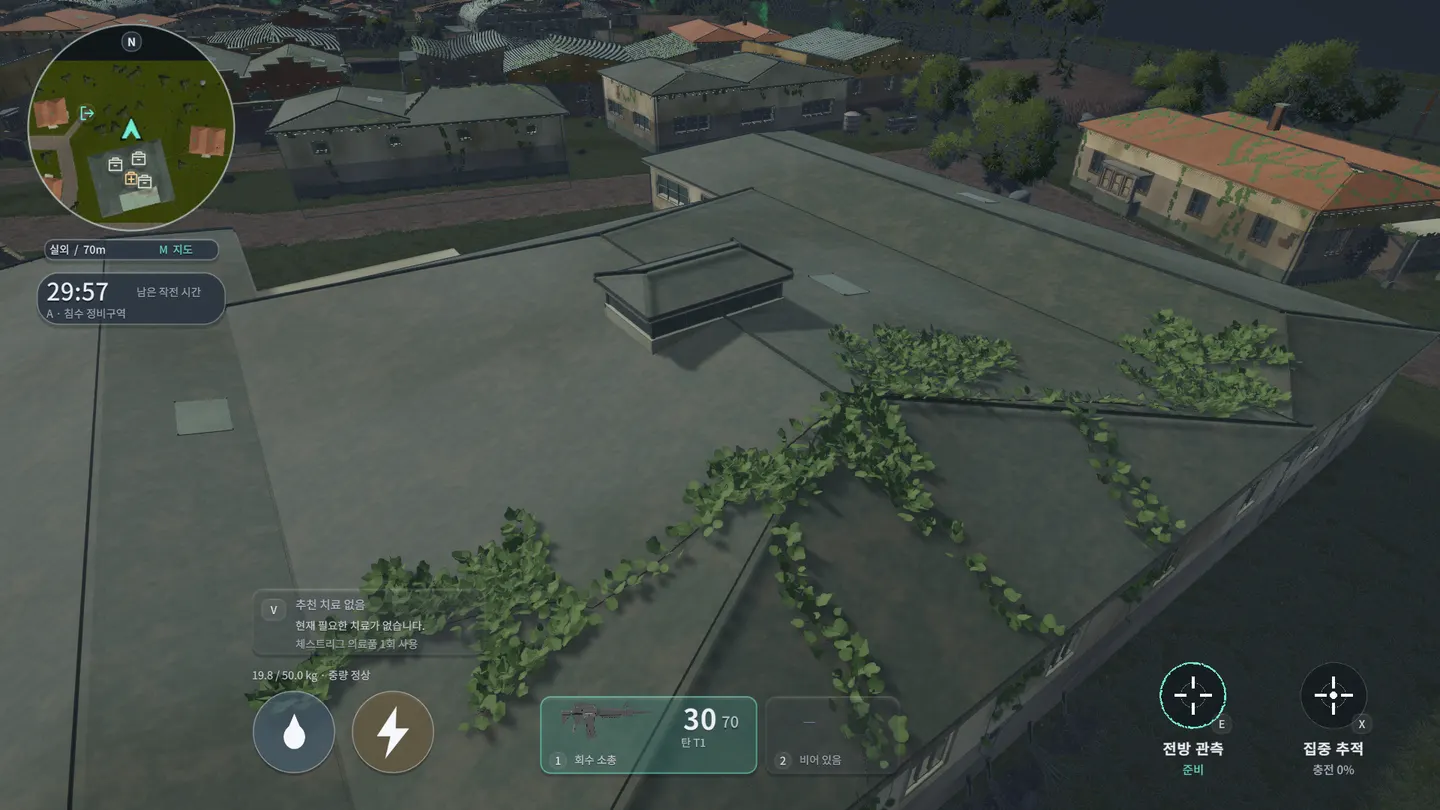 N
실외 / 70m
M 지도
29:57
남은 작전 시간
A · 침수 정비구역
V
추천 치료 없음
현재 필요한 치료가 없습니다.
체스트리그 의료품 1회 사용
19.8 / 50.0 kg · 중량 정상
30 70
탄 T1
1 회수 소총
—
2 비어 있음
E
전방 관측
준비
X
집중 추적
충전 0%